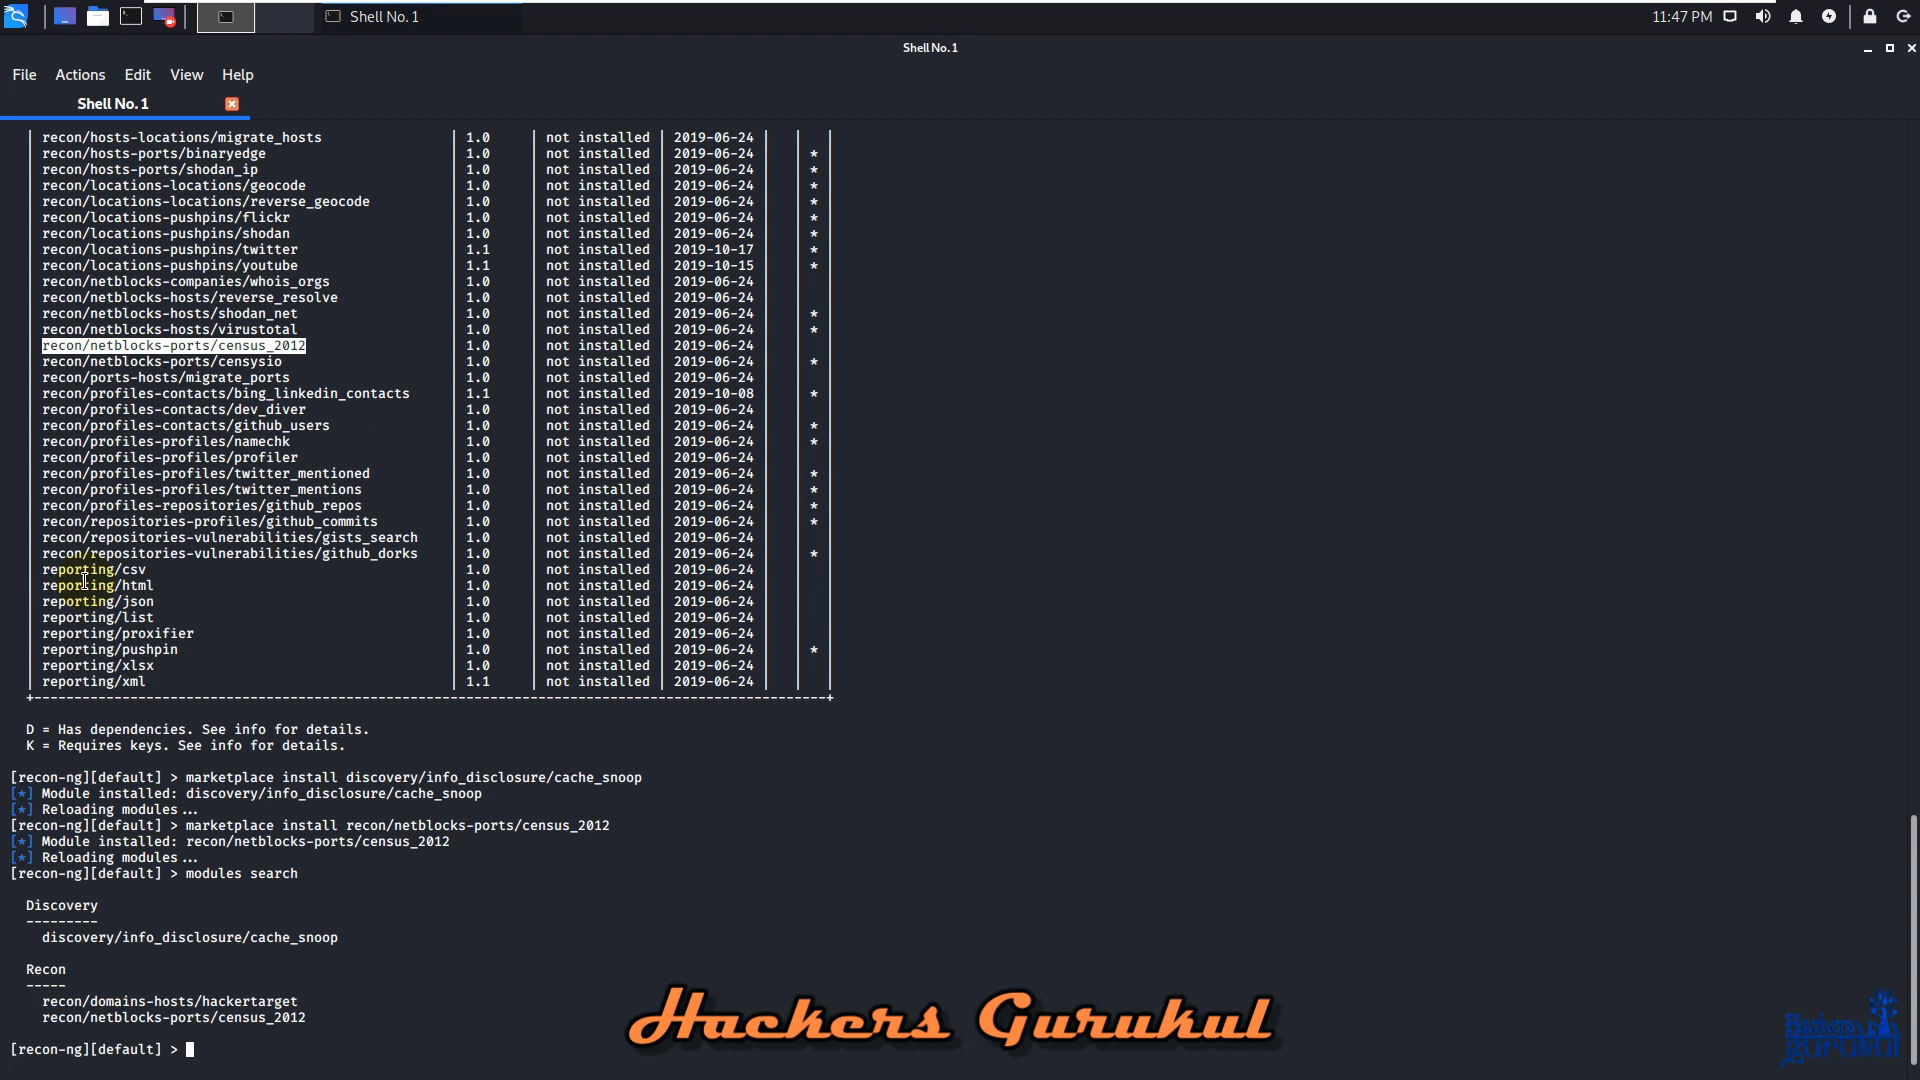 Shell No. 1
11:47 PM
Shell No. 1
File Actions Edit View Help
Shell No. 1
| recon/hosts-locations/migrate_hosts | 1.0 | not installed | 2019-06-24 | | |
| recon/hosts-ports/binaryedge | 1.0 | not installed | 2019-06-24 | | * |
| recon/hosts-ports/shodan_ip | 1.0 | not installed | 2019-06-24 | | * |
| recon/locations-locations/geocode | 1.0 | not installed | 2019-06-24 | | * |
| recon/locations-locations/reverse_geocode | 1.0 | not installed | 2019-06-24 | | * |
| recon/locations-pushpins/flickr | 1.0 | not installed | 2019-06-24 | | * |
| recon/locations-pushpins/shodan | 1.0 | not installed | 2019-06-24 | | * |
| recon/locations-pushpins/twitter | 1.1 | not installed | 2019-10-17 | | * |
| recon/locations-pushpins/youtube | 1.1 | not installed | 2019-10-15 | | * |
| recon/netblocks-companies/whois_orgs | 1.0 | not installed | 2019-06-24 | | |
| recon/netblocks-hosts/reverse_resolve | 1.0 | not installed | 2019-06-24 | | |
| recon/netblocks-hosts/shodan_net | 1.0 | not installed | 2019-06-24 | | * |
| recon/netblocks-hosts/virustotal | 1.0 | not installed | 2019-06-24 | | * |
| recon/netblocks-ports/census_2012 | 1.0 | not installed | 2019-06-24 | | |
| recon/netblocks-ports/censysio | 1.0 | not installed | 2019-06-24 | | * |
| recon/ports-hosts/migrate_ports | 1.0 | not installed | 2019-06-24 | | |
| recon/profiles-contacts/bing_linkedin_contacts | 1.1 | not installed | 2019-10-08 | | * |
| recon/profiles-contacts/dev_diver | 1.0 | not installed | 2019-06-24 | | |
| recon/profiles-contacts/github_users | 1.0 | not installed | 2019-06-24 | | * |
| recon/profiles-profiles/namechk | 1.0 | not installed | 2019-06-24 | | * |
| recon/profiles-profiles/profiler | 1.0 | not installed | 2019-06-24 | | |
| recon/profiles-profiles/twitter_mentioned | 1.0 | not installed | 2019-06-24 | | * |
| recon/profiles-profiles/twitter_mentions | 1.0 | not installed | 2019-06-24 | | * |
| recon/profiles-repositories/github_repos | 1.0 | not installed | 2019-06-24 | | * |
| recon/repositories-profiles/github_commits | 1.0 | not installed | 2019-06-24 | | * |
| recon/repositories-vulnerabilities/gists_search | 1.0 | not installed | 2019-06-24 | | |
| recon/repositories-vulnerabilities/github_dorks | 1.0 | not installed | 2019-06-24 | | * |
| reporting/csv | 1.0 | not installed | 2019-06-24 | | |
| reporting/html | 1.0 | not installed | 2019-06-24 | | |
| reporting/json | 1.0 | not installed | 2019-06-24 | | |
| reporting/list | 1.0 | not installed | 2019-06-24 | | |
| reporting/proxifier | 1.0 | not installed | 2019-06-24 | | |
| reporting/pushpin | 1.0 | not installed | 2019-06-24 | | * |
| reporting/xlsx | 1.0 | not installed | 2019-06-24 | | |
| reporting/xml | 1.1 | not installed | 2019-06-24 | | |
+---------------------------------------------------------------------------------------------------+
D = Has dependencies. See info for details.
K = Requires keys. See info for details.
[recon-ng][default] > marketplace install discovery/info_disclosure/cache_snoop
[*] Module installed: discovery/info_disclosure/cache_snoop
[*] Reloading modules...
[recon-ng][default] > marketplace install recon/netblocks-ports/census_2012
[*] Module installed: recon/netblocks-ports/census_2012
[*] Reloading modules...
[recon-ng][default] > modules search
Discovery
---------
discovery/info_disclosure/cache_snoop
Recon
-----
recon/domains-hosts/hackertarget
recon/netblocks-ports/census_2012
[recon-ng][default] >
Hackers Gurukul
Hackers
gurukul